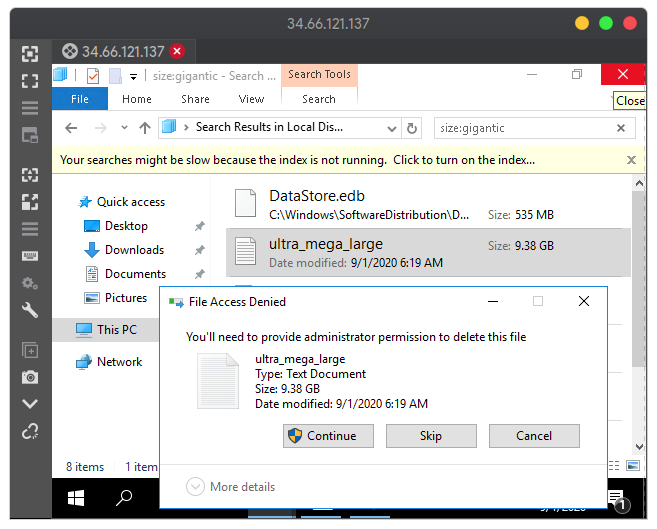 34.66.121.137
34.66.121.137
size:gigantic - Search ...
Search Tools
File
Home
Share
View
Search
Close
Search Results in Local Dis...
size:gigantic
Your searches might be slow because the index is not running. Click to turn on the index...
Quick access
Desktop
Downloads
Documents
Pictures
This PC
Network
DataStore.edb
C:\Windows\SoftwareDistribution\D...
Size: 535 MB
ultra_mega_large
Size: 9.38 GB
Date modified: 9/1/2020 6:19 AM
File Access Denied
You'll need to provide administrator permission to delete this file
ultra_mega_large
Type: Text Document
Size: 9.38 GB
Date modified: 9/1/2020 6:19 AM
Continue
Skip
Cancel
More details
8 items
1 item
1